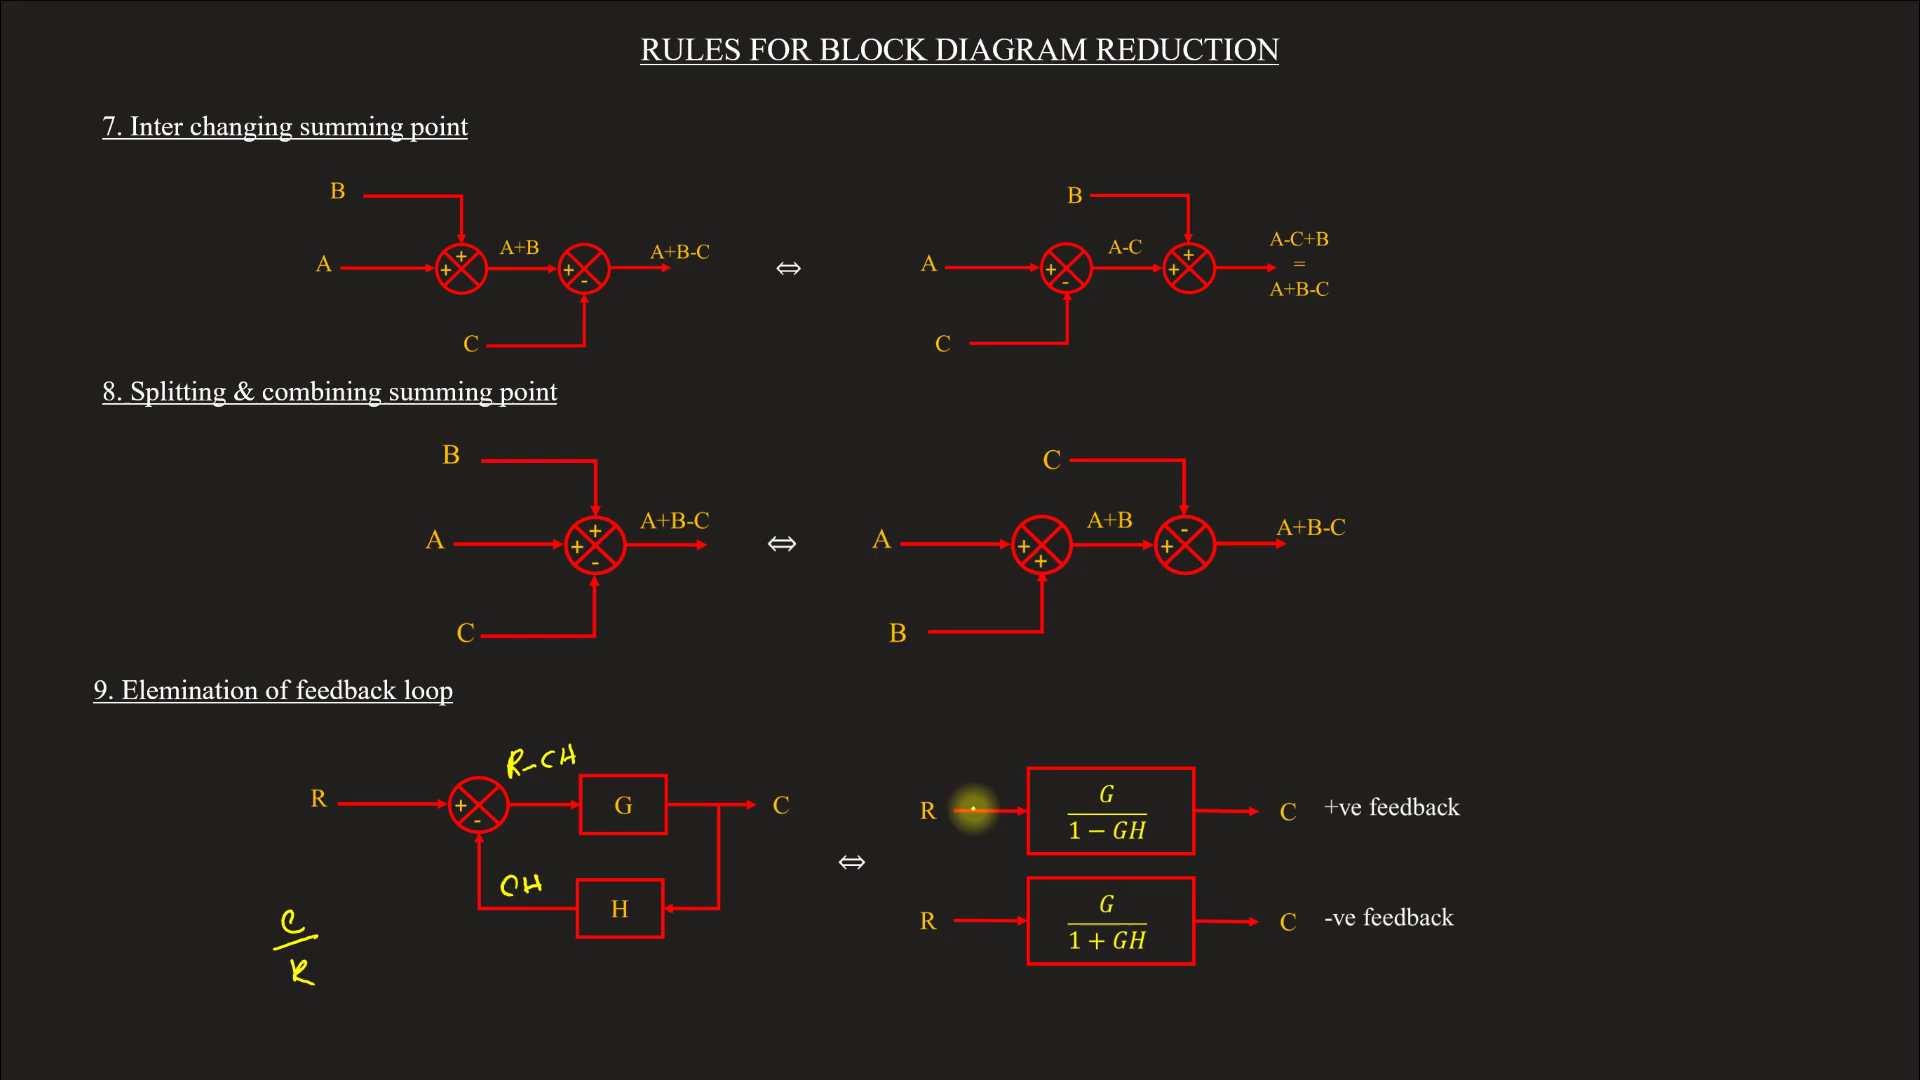 RULES FOR BLOCK DIAGRAM REDUCTION
7. Inter changing summing point
B
A
+
+
A+B
+
-
A+B-C
C
⇔
B
A
+
-
A-C
+
+
A-C+B
=
A+B-C
C
8. Splitting & combining summing point
B
A
+
+
-
A+B-C
C
⇔
C
A
+
+
A+B
-
+
A+B-C
B
9. Elemination of feedback loop
R-CH
R
+
-
G
C
CH
H
C
R
⇔
R
G
1 − GH
C
+ve feedback
R
G
1 + GH
C
-ve feedback